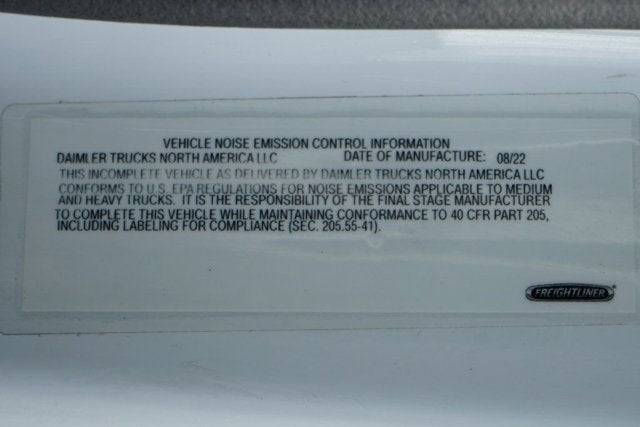 VEHICLE NOISE EMISSION CONTROL INFORMATION
DAIMLER TRUCKS NORTH AMERICA LLC DATE OF MANUFACTURE: 08/22
THIS INCOMPLETE VEHICLE AS DELIVERED BY DAIMLER TRUCKS NORTH AMERICA LLC
CONFORMS TO U.S. EPA REGULATIONS FOR NOISE EMISSIONS APPLICABLE TO MEDIUM
AND HEAVY TRUCKS. IT IS THE RESPONSIBILITY OF THE FINAL STAGE MANUFACTURER
TO COMPLETE THIS VEHICLE WHILE MAINTAINING CONFORMANCE TO 40 CFR PART 205,
INCLUDING LABELING FOR COMPLIANCE (SEC. 205.55-41).
FREIGHTLINER